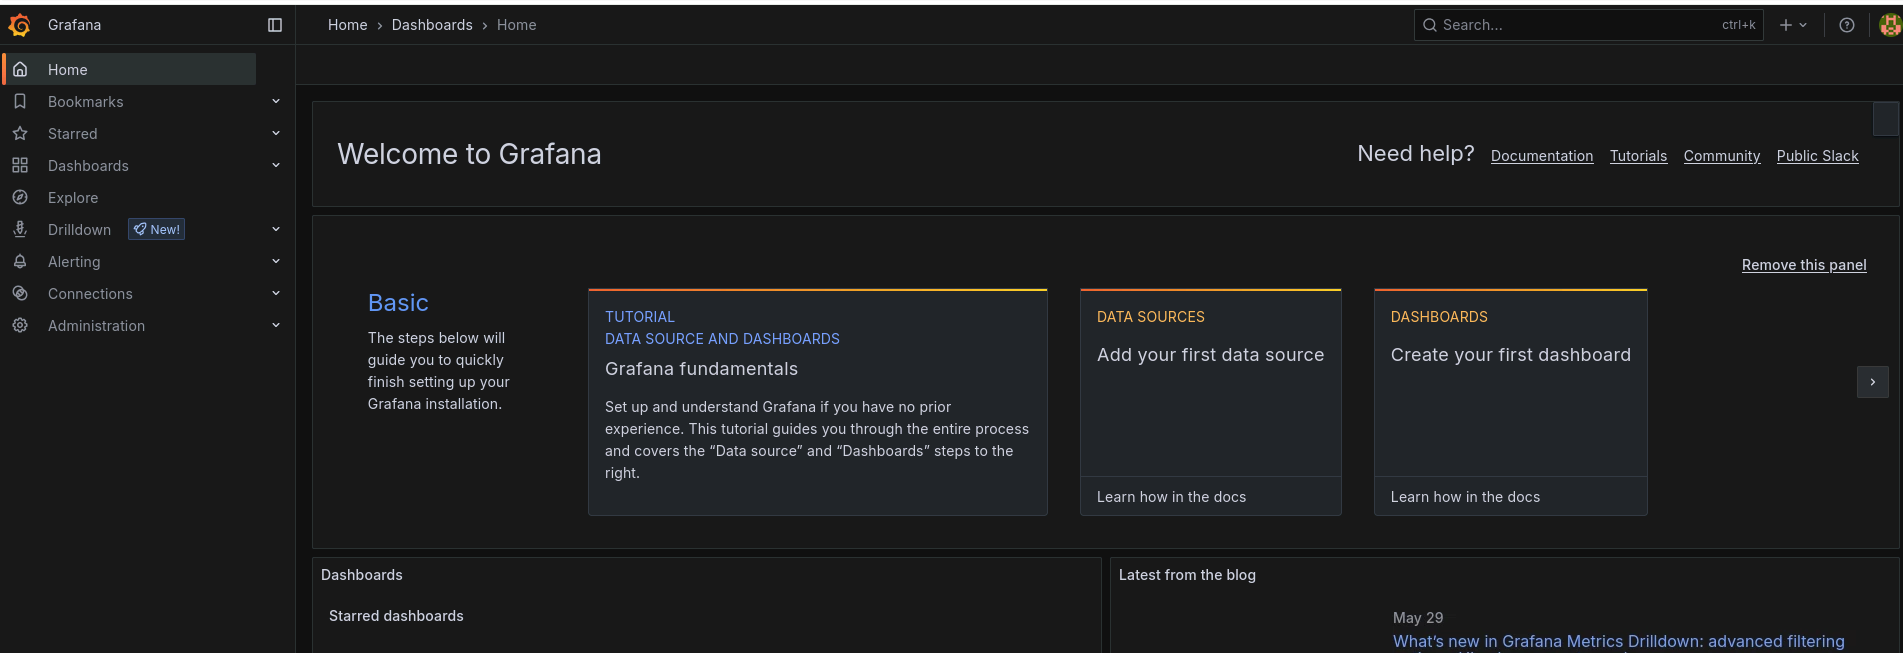 Grafana
Home › Dashboards › Home
Search... ctrl+k
Home
Bookmarks
Starred
Dashboards
Explore
Drilldown New!
Alerting
Connections
Administration
Welcome to Grafana
Need help? Documentation Tutorials Community Public Slack
Remove this panel
Basic
The steps below will
guide you to quickly
finish setting up your
Grafana installation.
TUTORIAL
DATA SOURCE AND DASHBOARDS
Grafana fundamentals
Set up and understand Grafana if you have no prior
experience. This tutorial guides you through the entire process
and covers the “Data source” and “Dashboards” steps to the
right.
DATA SOURCES
Add your first data source
Learn how in the docs
DASHBOARDS
Create your first dashboard
Learn how in the docs
Dashboards
Starred dashboards
Latest from the blog
May 29
What's new in Grafana Metrics Drilldown: advanced filtering